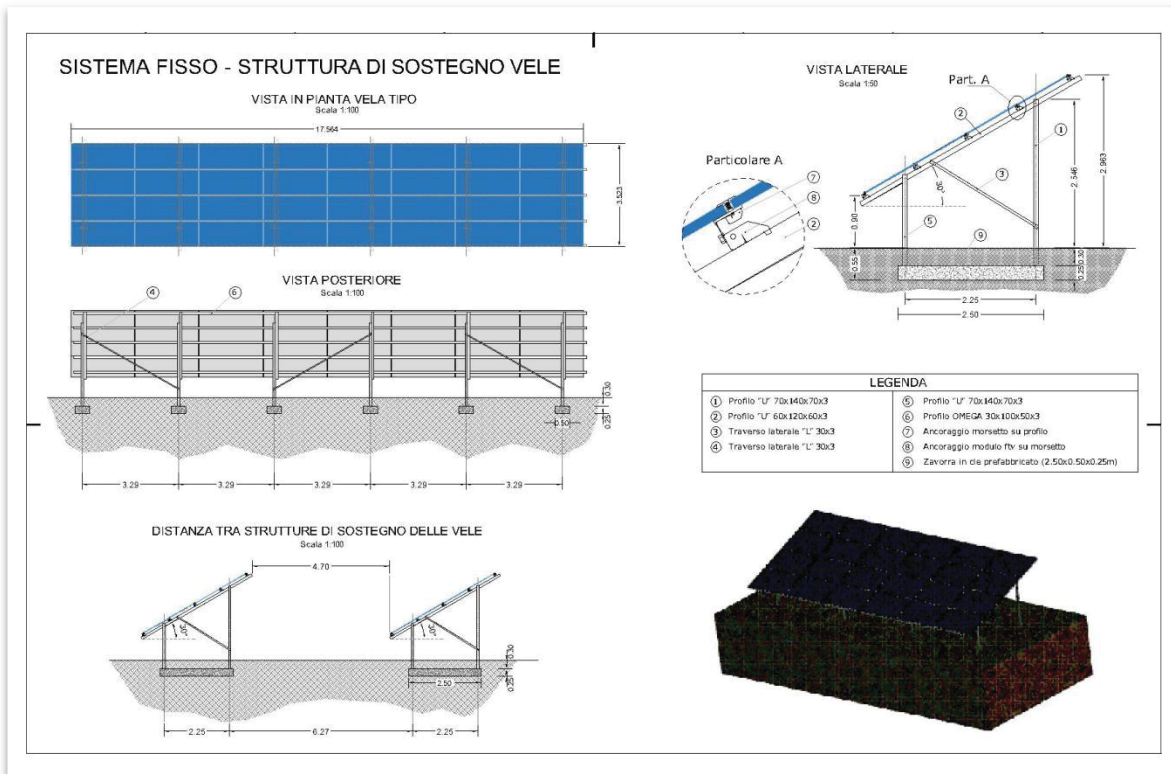 SISTEMA FISSO - STRUTTURA DI SOSTEGNO VELE
VISTA IN PIANTA VELA TIPO
Scala 1:100
17.564
3.523
VISTA POSTERIORE
Scala 1:100
4
6
0.30
0.25
0.50
3.29
3.29
3.29
3.29
3.29
DISTANZA TRA STRUTTURE DI SOSTEGNO DELLE VELE
Scala 1:100
4.70
30°
30°
0.30
0.25
2.50
2.25
6.27
2.25
VISTA LATERALE
Scala 1:50
Part. A
2
1
3
30°
5
9
0.90
0.55
2.546
2.963
0.30
0.25
2.25
2.50
Particolare A
7
8
2
LEGENDA
1 Profilo "U" 70x140x70x3
2 Profilo "U" 60x120x60x3
3 Traverso laterale "L" 30x3
4 Traverso laterale "L" 30x3
5 Profilo "U" 70x140x70x3
6 Profilo OMEGA 30x100x50x3
7 Ancoraggio morsetto su profilo
8 Ancoraggio modulo ftv su morsetto
9 Zavorra in cle prefabbricato (2.50x0.50x0.25m)